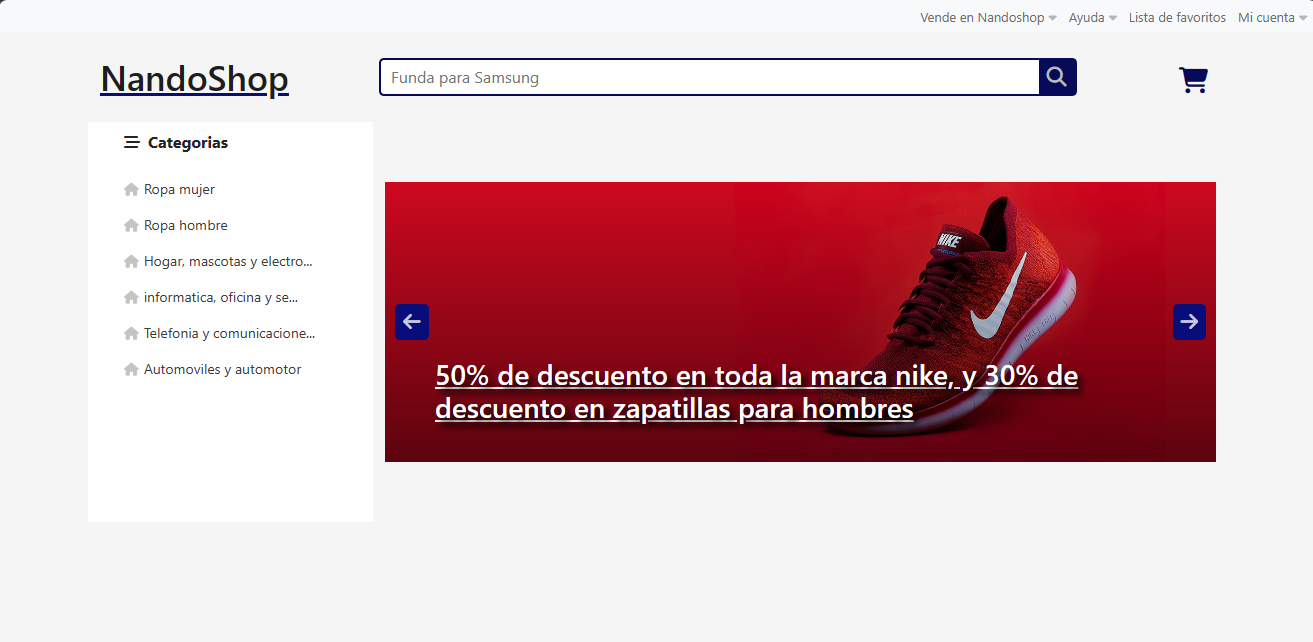 Vende en Nandoshop Ayuda Lista de favoritos Mi cuenta
NandoShop
Funda para Samsung
Categorias
Ropa mujer
Ropa hombre
Hogar, mascotas y electro...
informatica, oficina y se...
Telefonia y comunicacione...
Automoviles y automotor
NIKE
50% de descuento en toda la marca nike, y 30% de
descuento en zapatillas para hombres